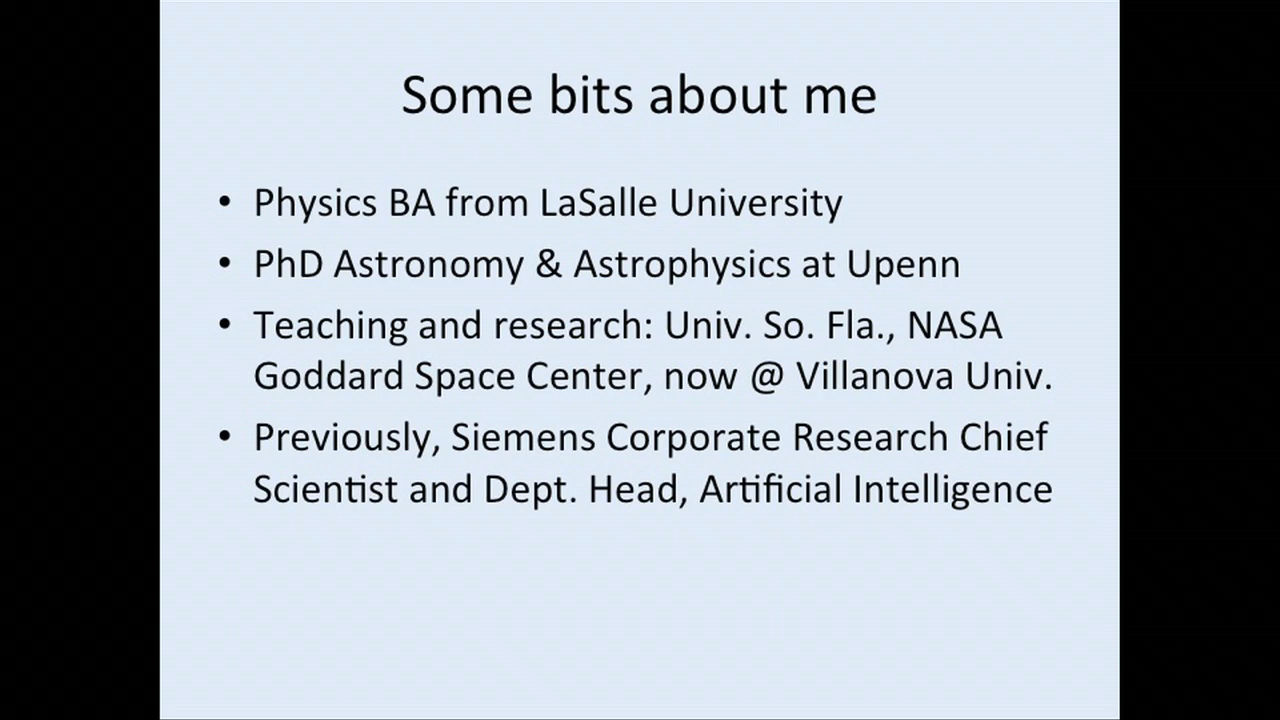 Some bits about me
• Physics BA from LaSalle University
• PhD Astronomy & Astrophysics at Upenn
• Teaching and research: Univ. So. Fla., NASA
Goddard Space Center, now @ Villanova Univ.
• Previously, Siemens Corporate Research Chief
Scientist and Dept. Head, Artificial Intelligence